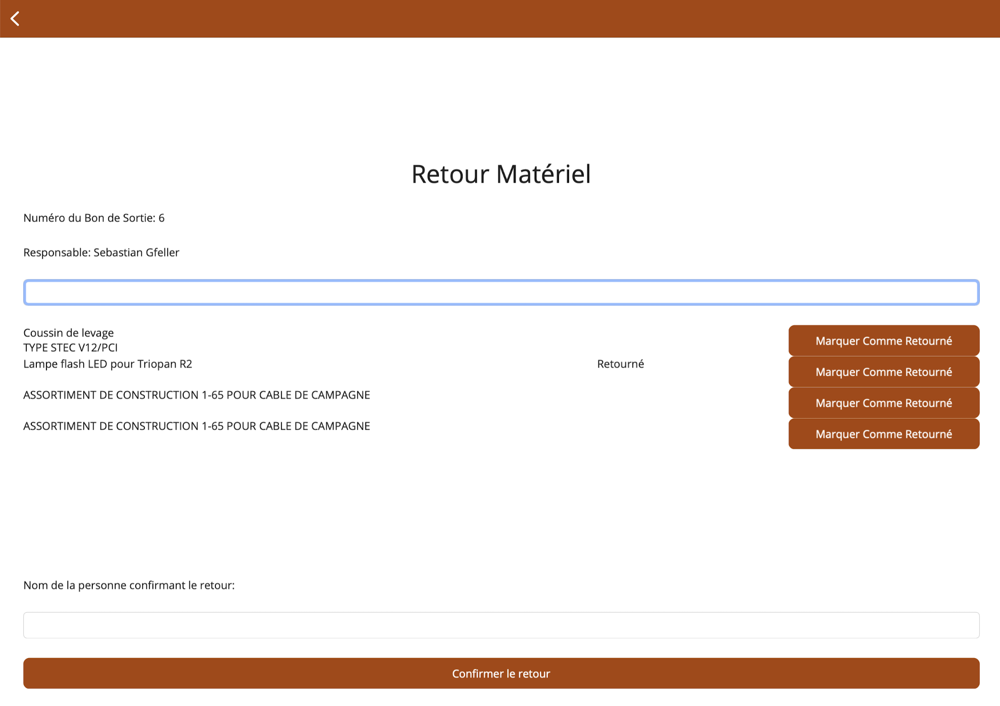 Retour Matériel
Numéro du Bon de Sortie: 6
Responsable: Sebastian Gfeller
Coussin de levage
TYPE STEC V12/PCI
Marquer Comme Retourné
Lampe flash LED pour Triopan R2
Retourné
Marquer Comme Retourné
ASSORTIMENT DE CONSTRUCTION 1-65 POUR CABLE DE CAMPAGNE
Marquer Comme Retourné
ASSORTIMENT DE CONSTRUCTION 1-65 POUR CABLE DE CAMPAGNE
Marquer Comme Retourné
Nom de la personne confirmant le retour:
Confirmer le retour